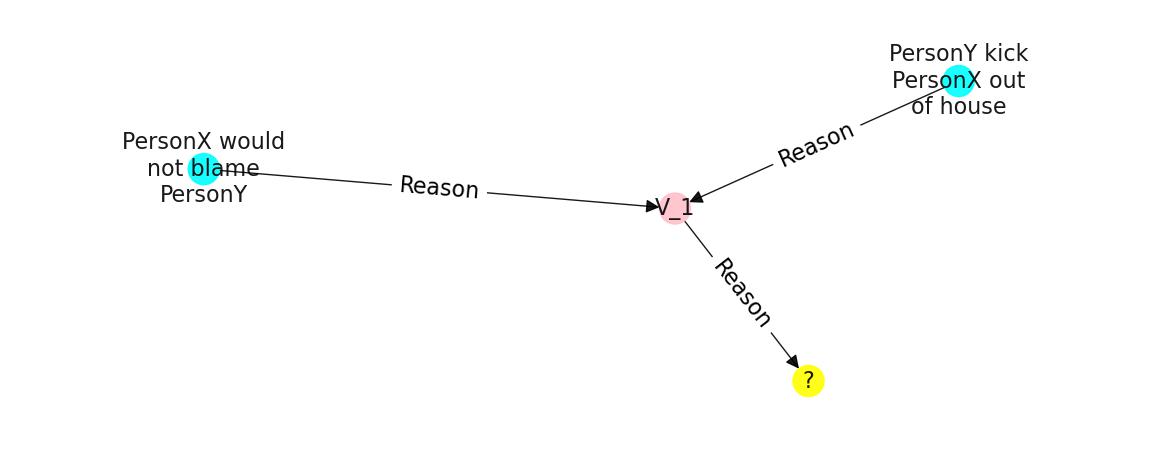 PersonY kick
PersonX out
of house
Reason
PersonX would
not blame
PersonY
Reason
V_1
Reason
?